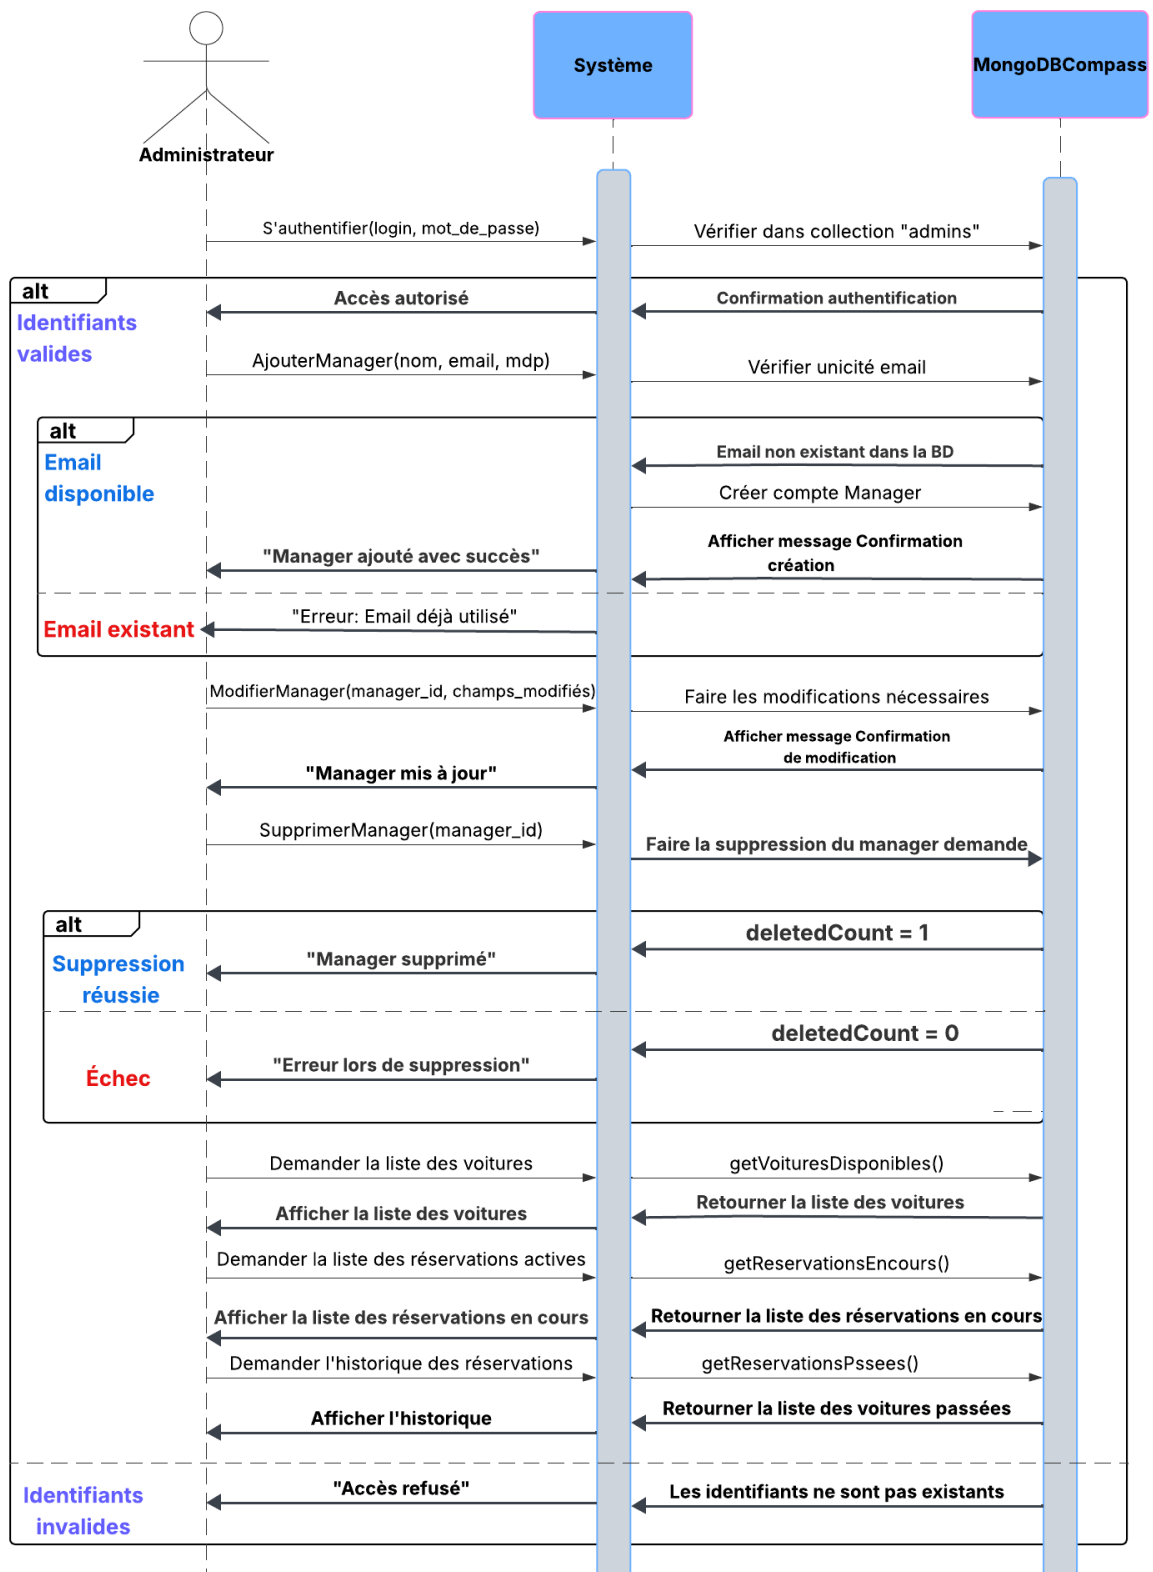 Système
MongoDBCompass
Administrateur
S'authentifier(login, mot_de_passe)
Vérifier dans collection "admins"
alt
Identifiants
valides
Accès autorisé
Confirmation authentification
AjouterManager(nom, email, mdp)
Vérifier unicité email
alt
Email
disponible
Email non existant dans la BD
Créer compte Manager
Afficher message Confirmation
création
"Manager ajouté avec succès"
Email existant
"Erreur: Email déjà utilisé"
ModifierManager(manager_id, champs_modifiés)
Faire les modifications nécessaires
Afficher message Confirmation
de modification
"Manager mis à jour"
SupprimerManager(manager_id)
Faire la suppression du manager demande
alt
Suppression
réussie
deletedCount = 1
"Manager supprimé"
deletedCount = 0
Échec
"Erreur lors de suppression"
Demander la liste des voitures
getVoituresDisponibles()
Retourner la liste des voitures
Afficher la liste des voitures
Demander la liste des réservations actives
getReservationsEncours()
Retourner la liste des réservations en cours
Afficher la liste des réservations en cours
Demander l'historique des réservations
getReservationsPssees()
Retourner la liste des voitures passées
Afficher l'historique
Identifiants
invalides
"Accès refusé"
Les identifiants ne sont pas existants